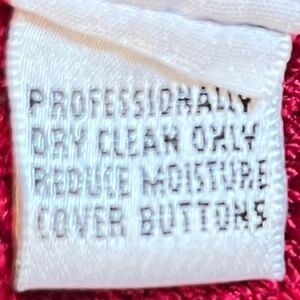 PROFESSIONALLY
DRY CLEAN ONLY
REDUCE MOISTURE
COVER BUTTONS